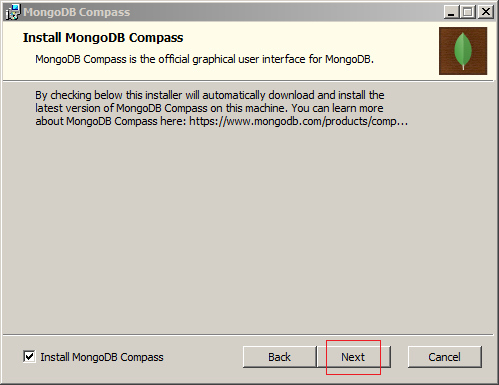 MongoDB Compass
Install MongoDB Compass
MongoDB Compass is the official graphical user interface for MongoDB.
By checking below this installer will automatically download and install the
latest version of MongoDB Compass on this machine. You can learn more
about MongoDB Compass here: https://www.mongodb.com/products/comp...
Install MongoDB Compass
Back
Next
Cancel